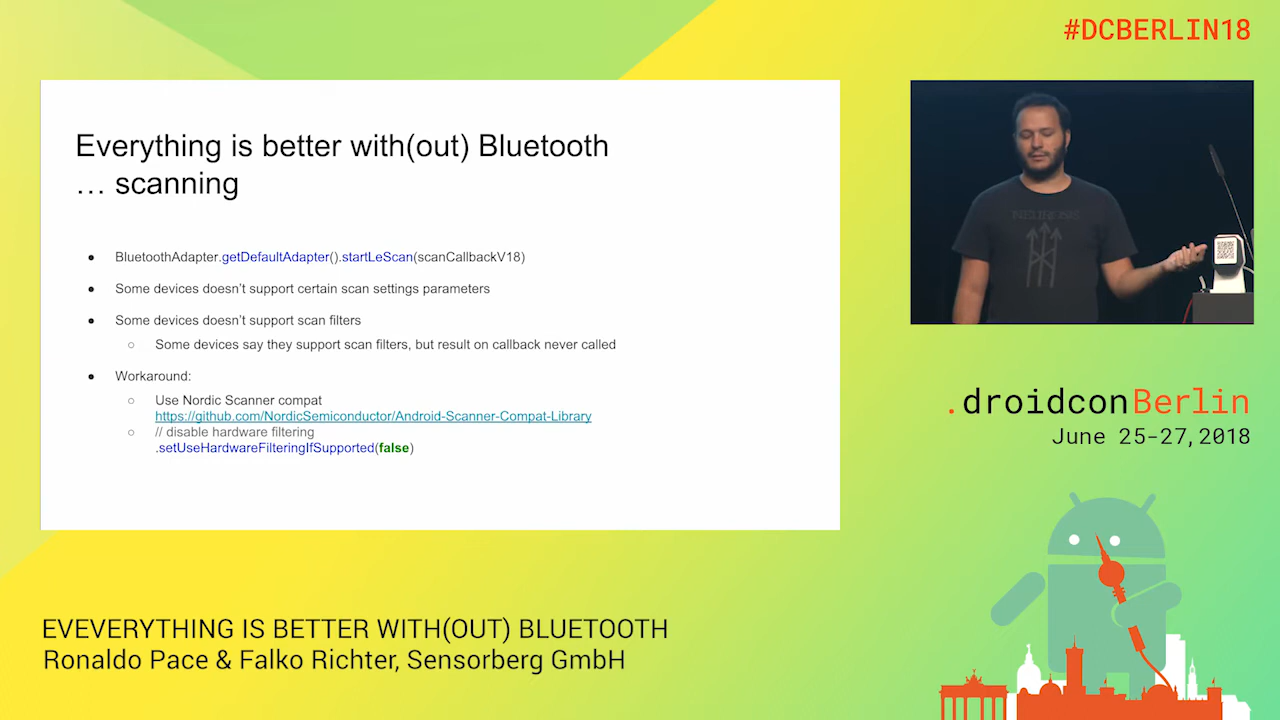 #DCBERLIN18
Everything is better with(out) Bluetooth
… scanning
● BluetoothAdapter.getDefaultAdapter().startLeScan(scanCallbackV18)
● Some devices doesn’t support certain scan settings parameters
● Some devices doesn’t support scan filters
○ Some devices say they support scan filters, but result on callback never called
● Workaround:
○ Use Nordic Scanner compat
https://github.com/NordicSemiconductor/Android-Scanner-Compat-Library
○ // disable hardware filtering
.setUseHardwareFilteringIfSupported(false)
NEUROSIS
.droidconBerlin
June 25-27, 2018
EVEVERYTHING IS BETTER WITH(OUT) BLUETOOTH
Ronaldo Pace & Falko Richter, Sensorberg GmbH